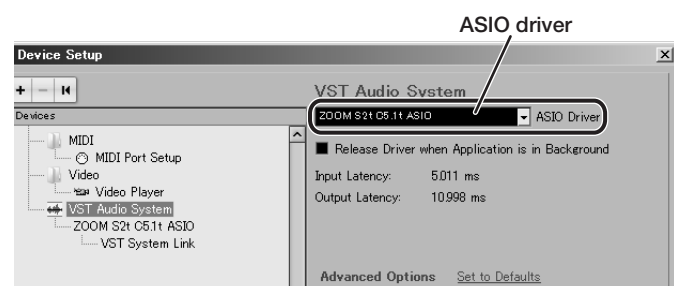 ASIO driver
Device Setup
Devices
MIDI
MIDI Port Setup
Video
Video Player
VST Audio System
ZOOM S2t C5.1t ASIO
VST System Link
VST Audio System
ZOOM S2t C5.1t ASIO
ASIO Driver
Release Driver when Application is in Background
Input Latency: 5.011 ms
Output Latency: 10.998 ms
Advanced Options Set to Defaults